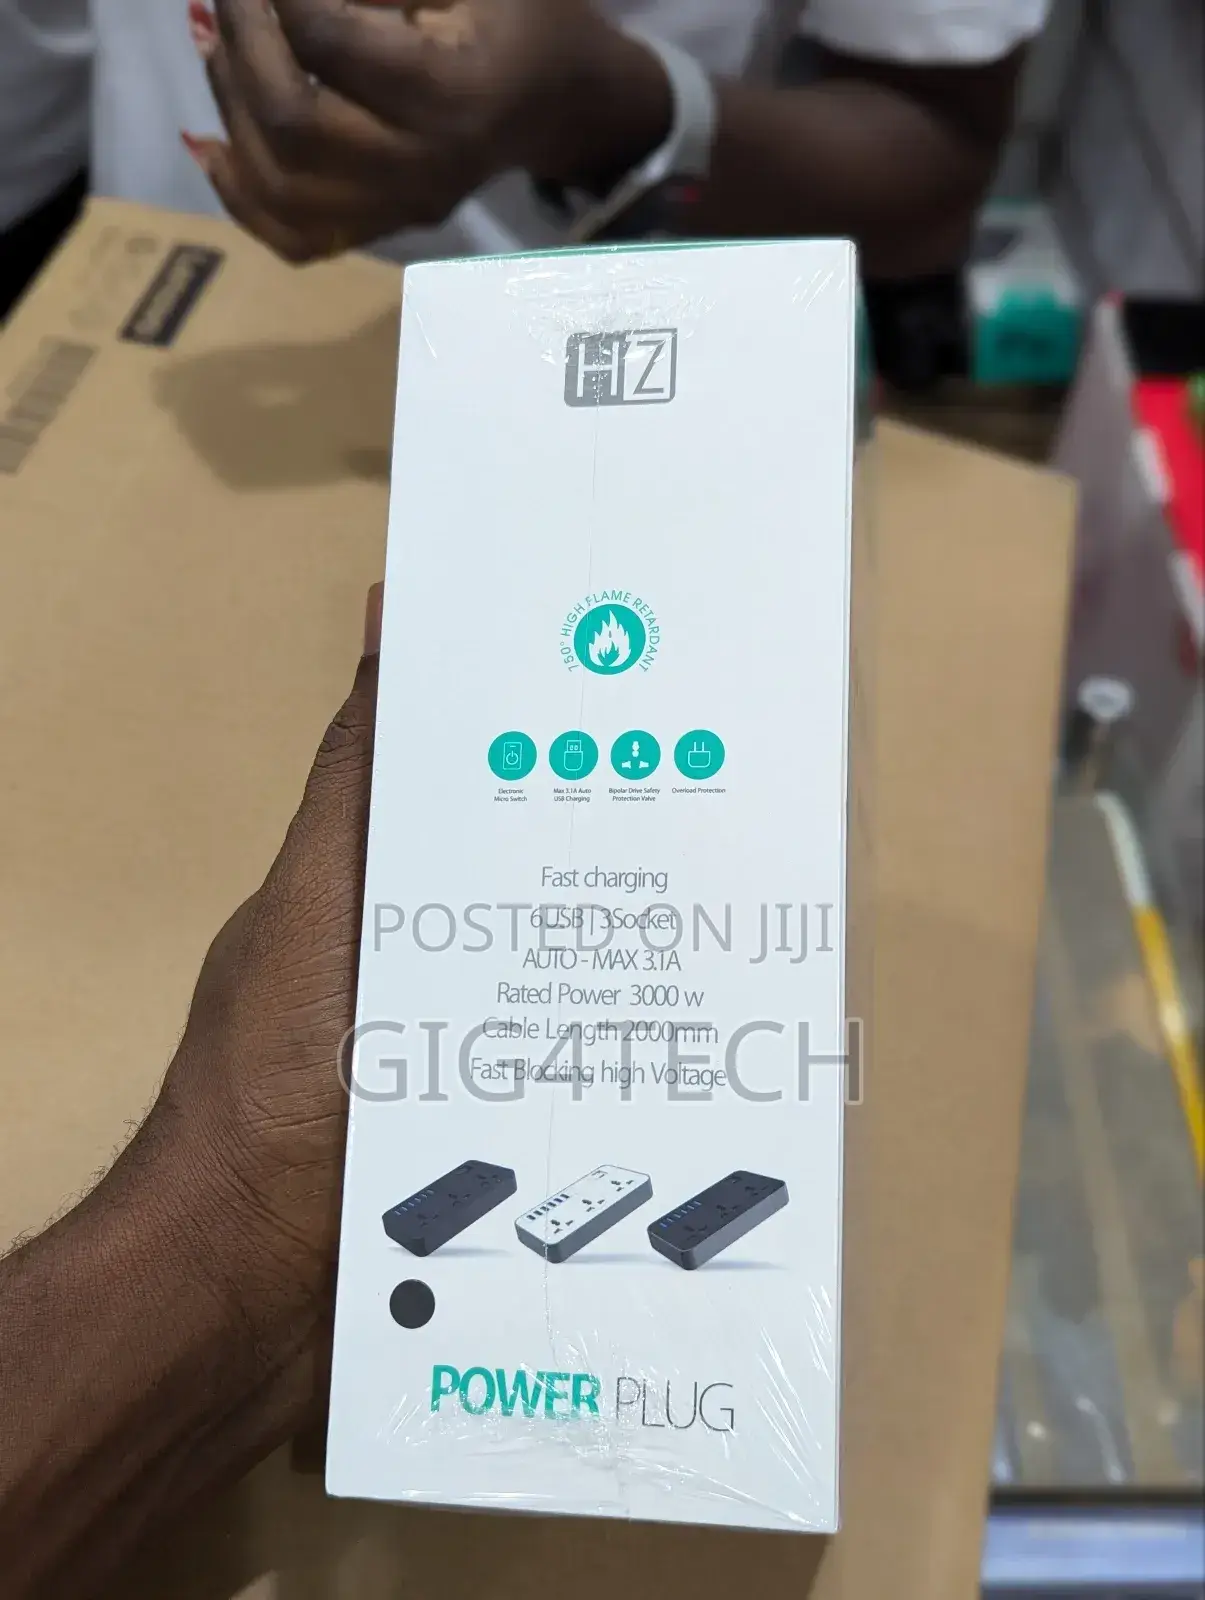 HZ
150° HIGH FLAME RETARDANT
Electronic
Micro Switch
Max 3.1A Auto
USB Charging
Bipolar Drive Safety
Protection Valve
Overload Protection
Fast charging
6USB | 3Socket
POSTED ON JIJI
AUTO - MAX 3.1A
Rated Power 3000 w
Cable Length 2000mm
GIG4TECH
Fast Blocking high Voltage
POWER PLUG